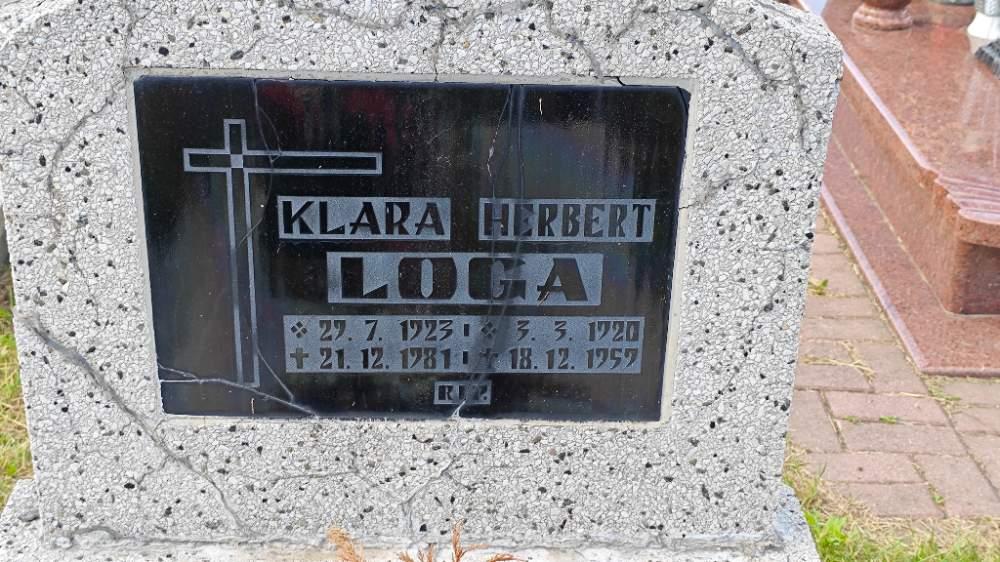 KLARA HERBERT
LOGA
29. 7. 1923 3. 3. 1920
† 21. 12. 1981 † 18. 12. 1959
R.I.P.